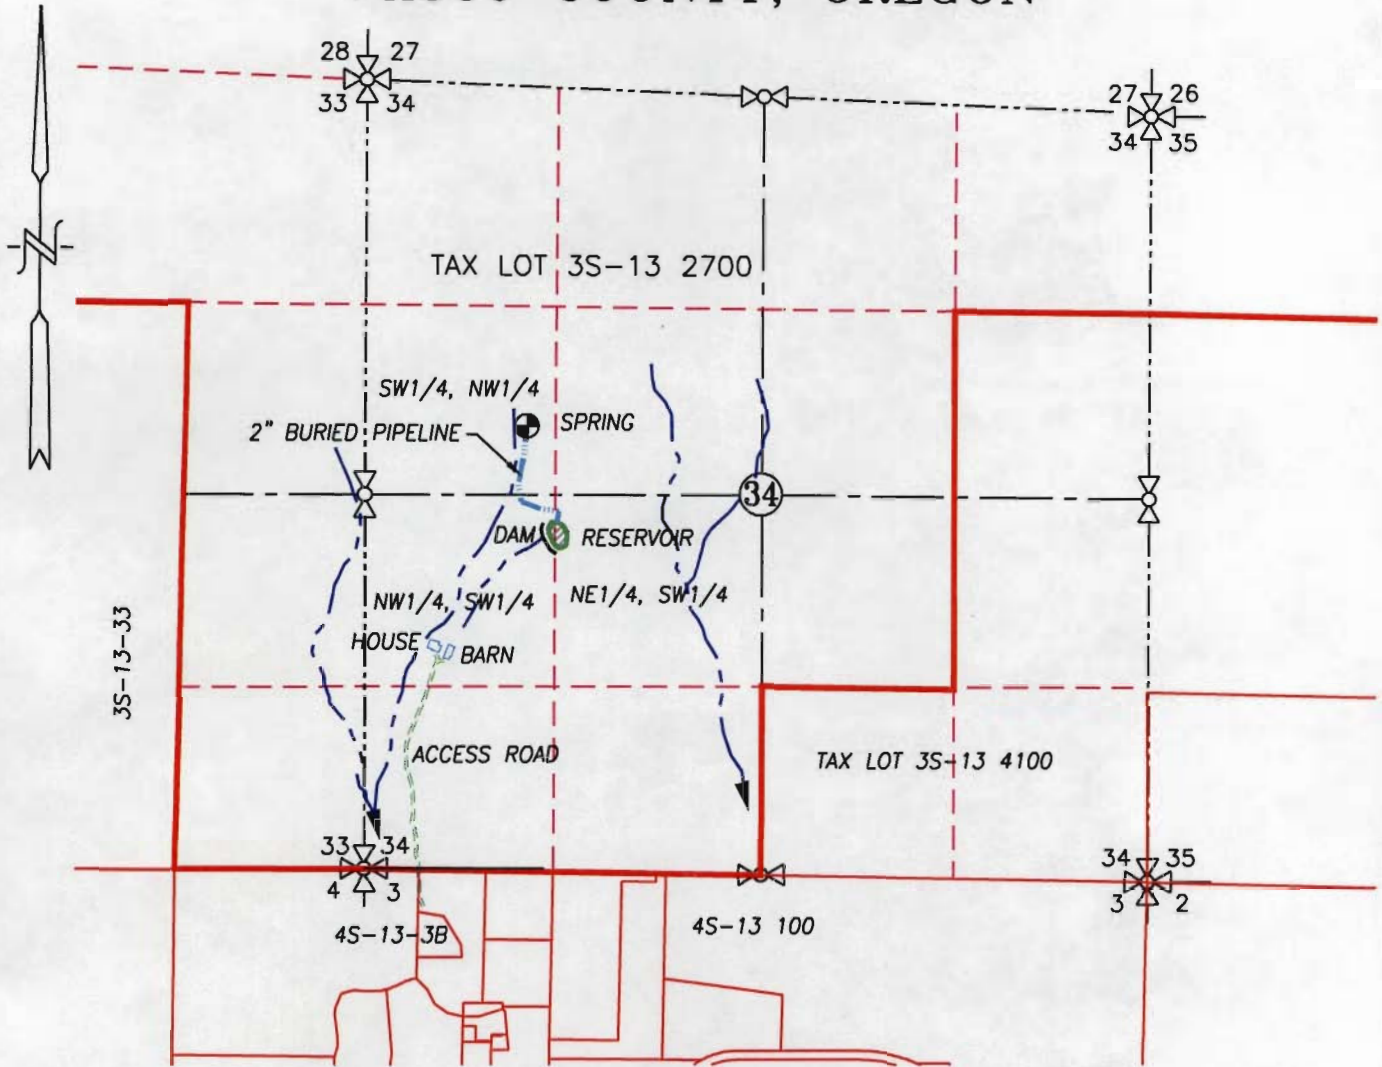 COUNTY, OREGON
28 27
33 34
27 26
34 35
N
TAX LOT 3S-13 2700
SW1/4, NW1/4
2" BURIED PIPELINE
SPRING
34
DAM
RESERVOIR
NW1/4, SW1/4
NE1/4, SW1/4
3S-13-33
HOUSE
BARN
ACCESS ROAD
TAX LOT 3S-13 4100
33 34
4 3
34 35
3 2
4S-13-3B
4S-13 100